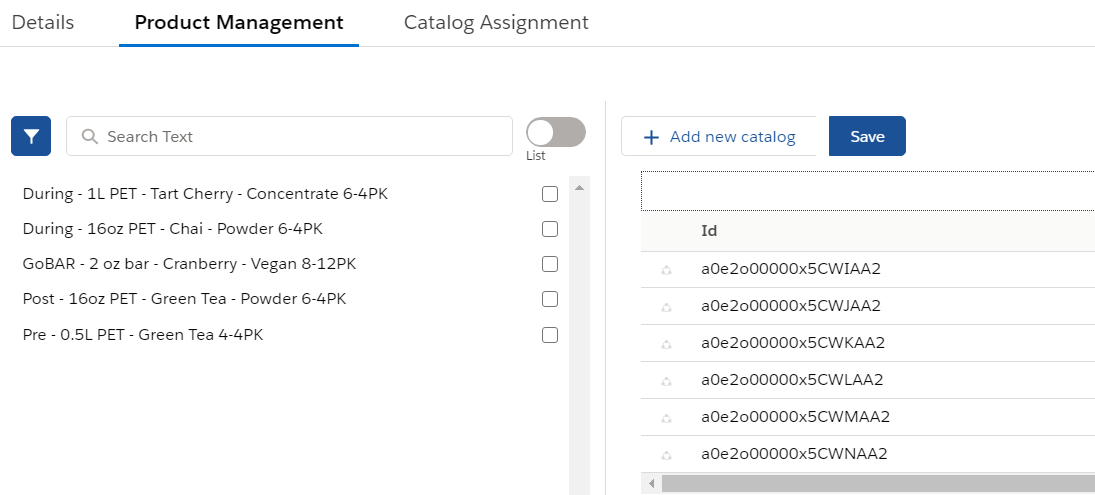 Details Product Management Catalog Assignment
Search Text
List
During - 1L PET - Tart Cherry - Concentrate 6-4PK
During - 16oz PET - Chai - Powder 6-4PK
GoBAR - 2 oz bar - Cranberry - Vegan 8-12PK
Post - 16oz PET - Green Tea - Powder 6-4PK
Pre - 0.5L PET - Green Tea 4-4PK
+ Add new catalog Save
Id
a0e2o00000x5CWIAA2
a0e2o00000x5CWJAA2
a0e2o00000x5CWKAA2
a0e2o00000x5CWLAA2
a0e2o00000x5CWMAA2
a0e2o00000x5CWNAA2